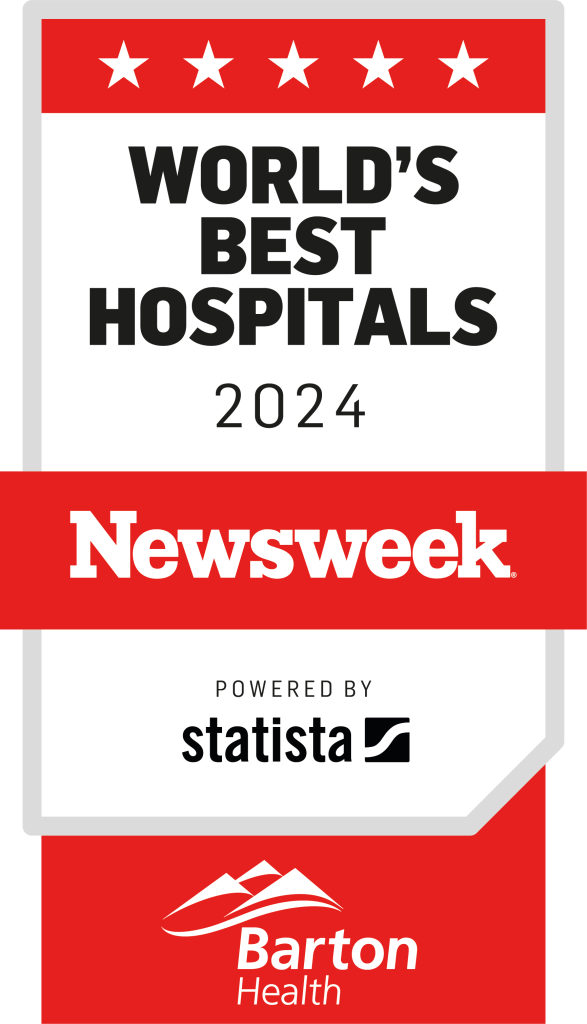 WORLD'S
BEST
HOSPITALS
2024
Newsweek®
POWERED BY
statista
Barton
Health